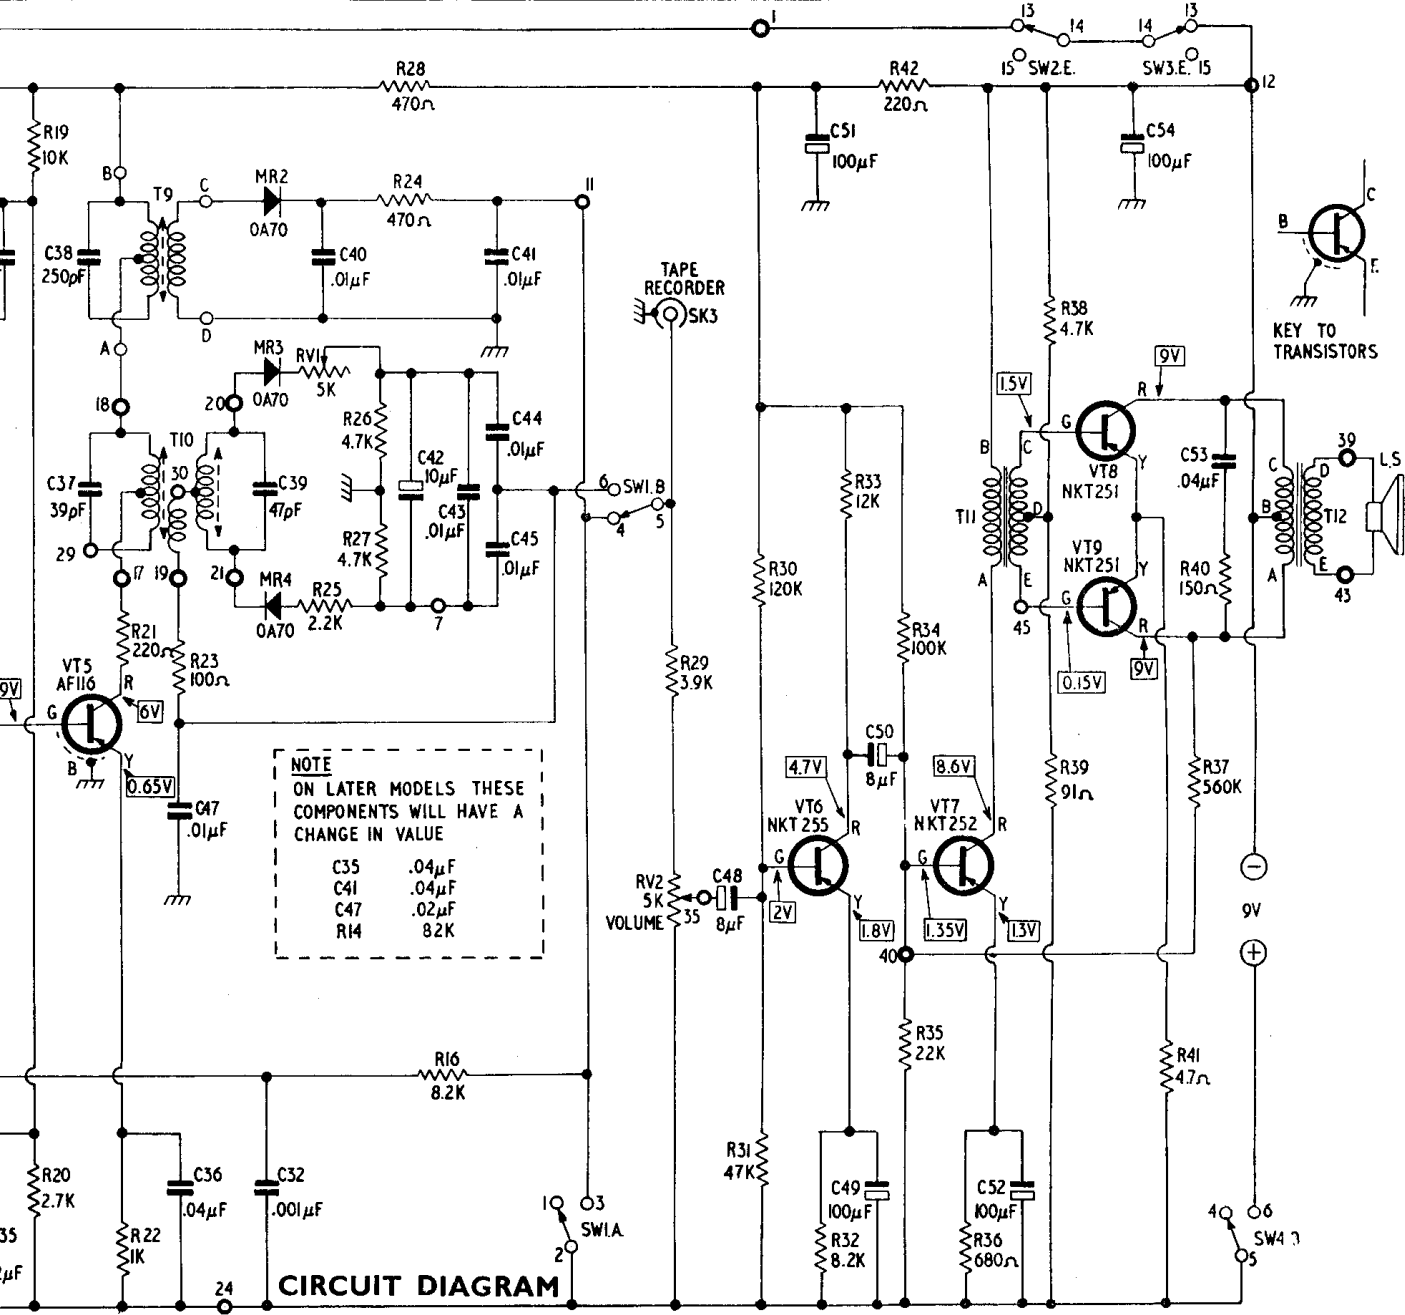 1
13
14
14
13
15
SW2.E.
SW3.E.
15
12
R28
470Ω
R42
220Ω
R19
10K
C51
100µF
C54
100µF
B
T9
C
MR2
OA70
R24
470Ω
11
C38
250pF
C40
.01µF
C41
.01µF
A
D
TAPE
RECORDER
SK3
B
C
E
KEY TO
TRANSISTORS
R38
4.7K
MR3
OA70
RV1
5K
18
20
T10
30
R26
4.7K
C42
10µF
C43
.01µF
C44
.01µF
C37
39pF
C39
47pF
R27
4.7K
C45
.01µF
29
17
19
21
MR4
OA70
R25
2.2K
7
6
SW1.B
4
5
R33
12K
1.5V
9V
B
C
G
R
Y
VT8
NKT251
T11
D
A
E
VT9
NKT251
G
Y
R
45
0.15V
9V
C53
.04µF
R40
150Ω
C
B
A
D
T12
E
39
43
L.S
R30
120K
R34
100K
R21
220Ω
R23
100Ω
VT5
AF116
9V
G
R
6V
B
Y
0.65V
C47
.01µF
R29
3.9K
NOTE
ON LATER MODELS THESE
COMPONENTS WILL HAVE A
CHANGE IN VALUE
C35 .04µF
C41 .04µF
C47 .02µF
R14 82K
C50
8µF
4.7V
8.6V
VT6
NKT255
G
R
Y
VT7
NKT252
G
R
Y
R39
91Ω
R37
560K
RV2
5K
VOLUME
35
C48
8µF
2V
1.8V
1.35V
1.3V
40
−
9V
+
R16
8.2K
R35
22K
R41
4.7Ω
R20
2.7K
C36
.04µF
C32
.001µF
R22
1K
R31
47K
C49
100µF
R32
8.2K
C52
100µF
R36
680Ω
1
3
SW1.A.
2
4
6
5
24
CIRCUIT DIAGRAM